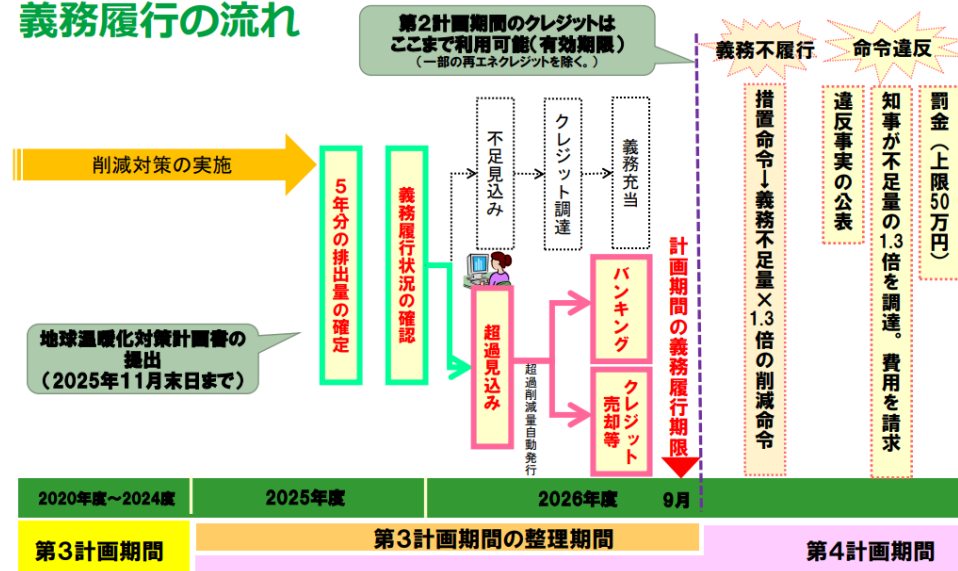 義務履行の流れ
第2計画期間のクレジットは
ここまで利用可能(有効期限)
(一部の再エネクレジットを除く。)
義務不履行
命令違反
削減対策の実施
5年分の排出量の確定
義務履行状況の確認
不足見込み
クレジット調達
義務充当
超過見込み
超過削減量自動発行
バンキング
クレジット
売却等
計画期間の義務履行期限
措置命令→義務不足量×1.3倍の削減命令
違反事実の公表
知事が不足量の1.3倍を調達。費用を請求
罰金(上限50万円)
地球温暖化対策計画書の
提出
(2025年11月末日まで)
2020年度~2024度
2025年度
2026年度
9月
第3計画期間
第3計画期間の整理期間
第4計画期間